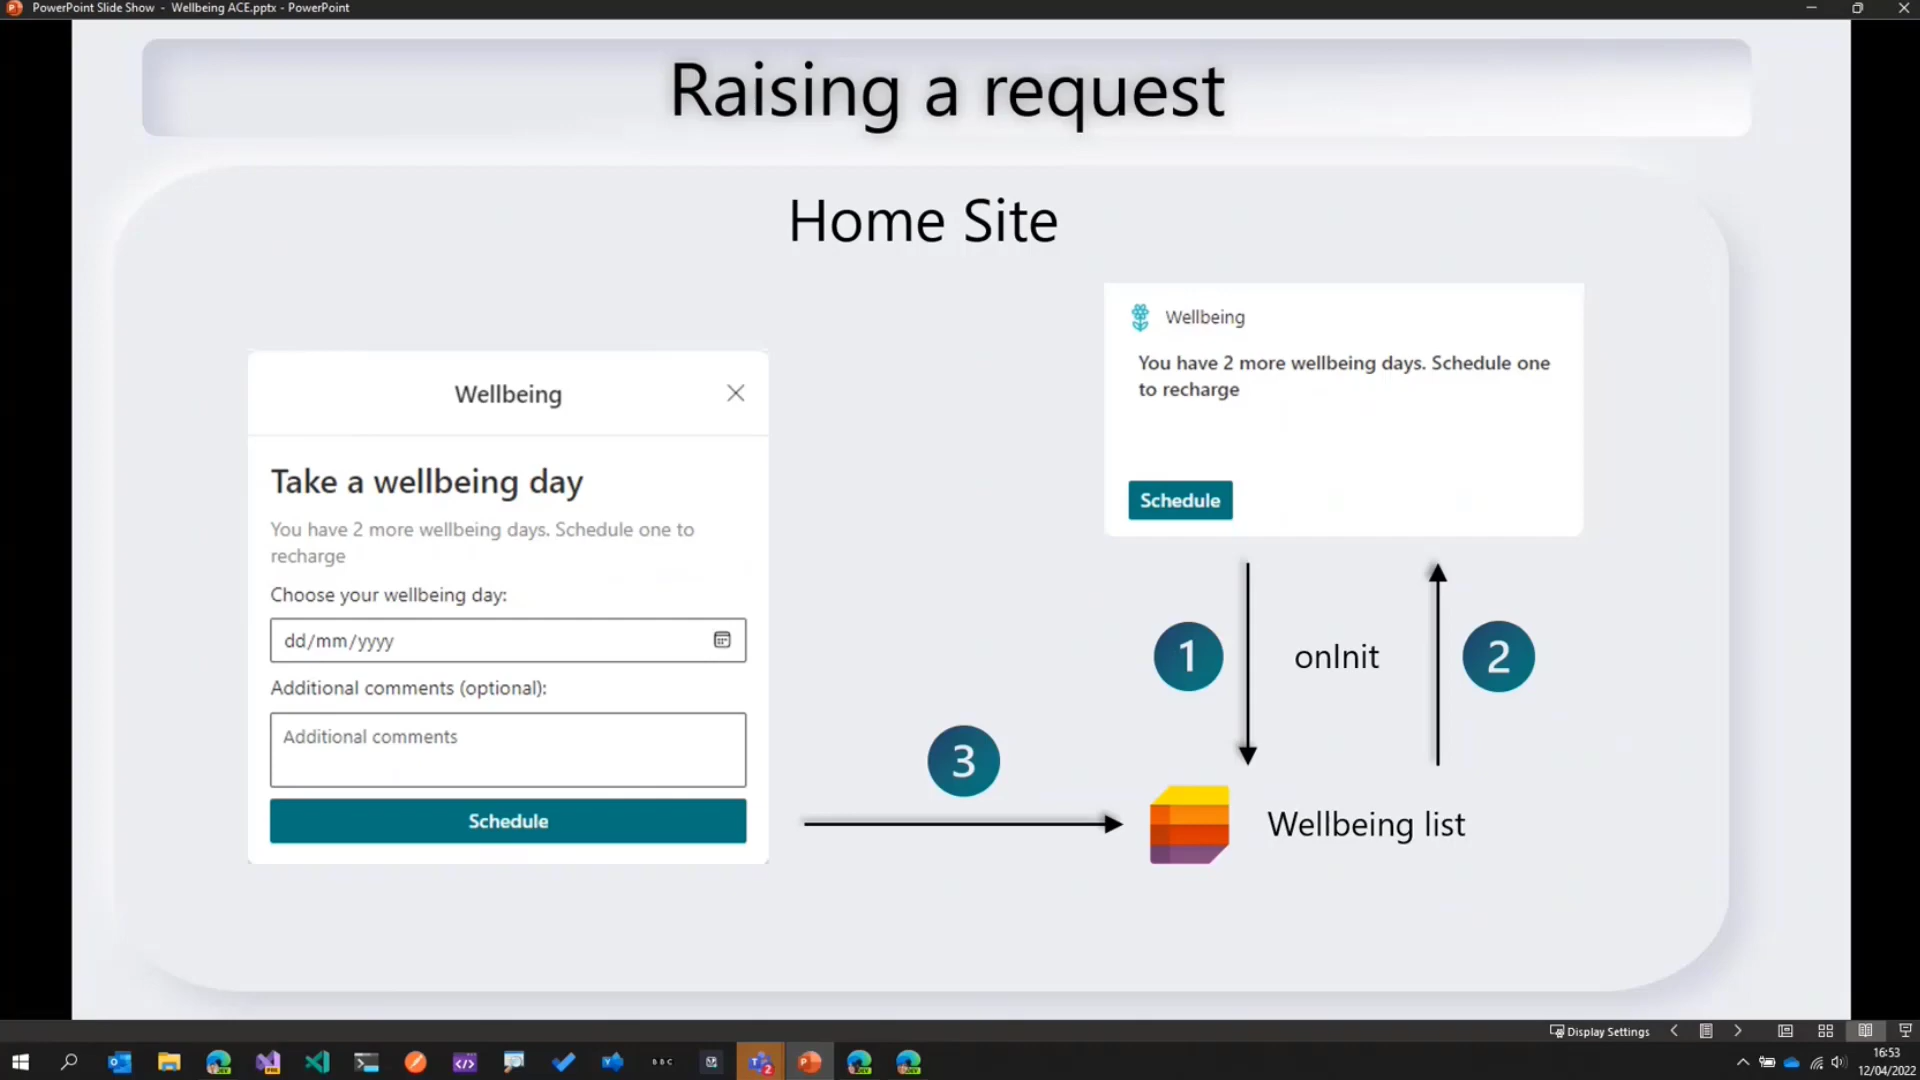 PowerPoint Slide Show - Wellbeing ACE.pptx - PowerPoint
Raising a request
Home Site
Wellbeing
You have 2 more wellbeing days. Schedule one
to recharge
Schedule
Wellbeing
Take a wellbeing day
You have 2 more wellbeing days. Schedule one to
recharge
Choose your wellbeing day:
dd/mm/yyyy
Additional comments (optional):
Additional comments
Schedule
1
onInit
2
3
Wellbeing list
Display Settings
BBC
2
16:53
12/04/2022